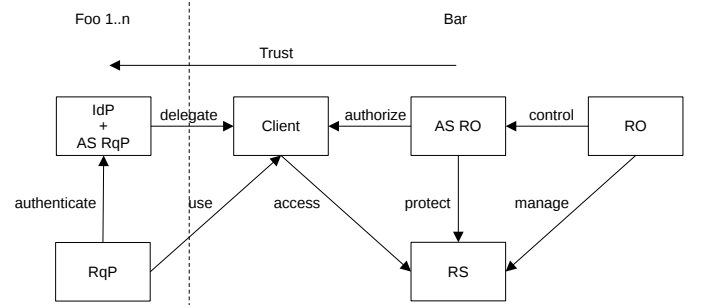 Foo 1..n
Bar
Trust
IdP
+
AS RqP
delegate
Client
authorize
AS RO
control
RO
authenticate
use
access
protect
manage
RqP
RS